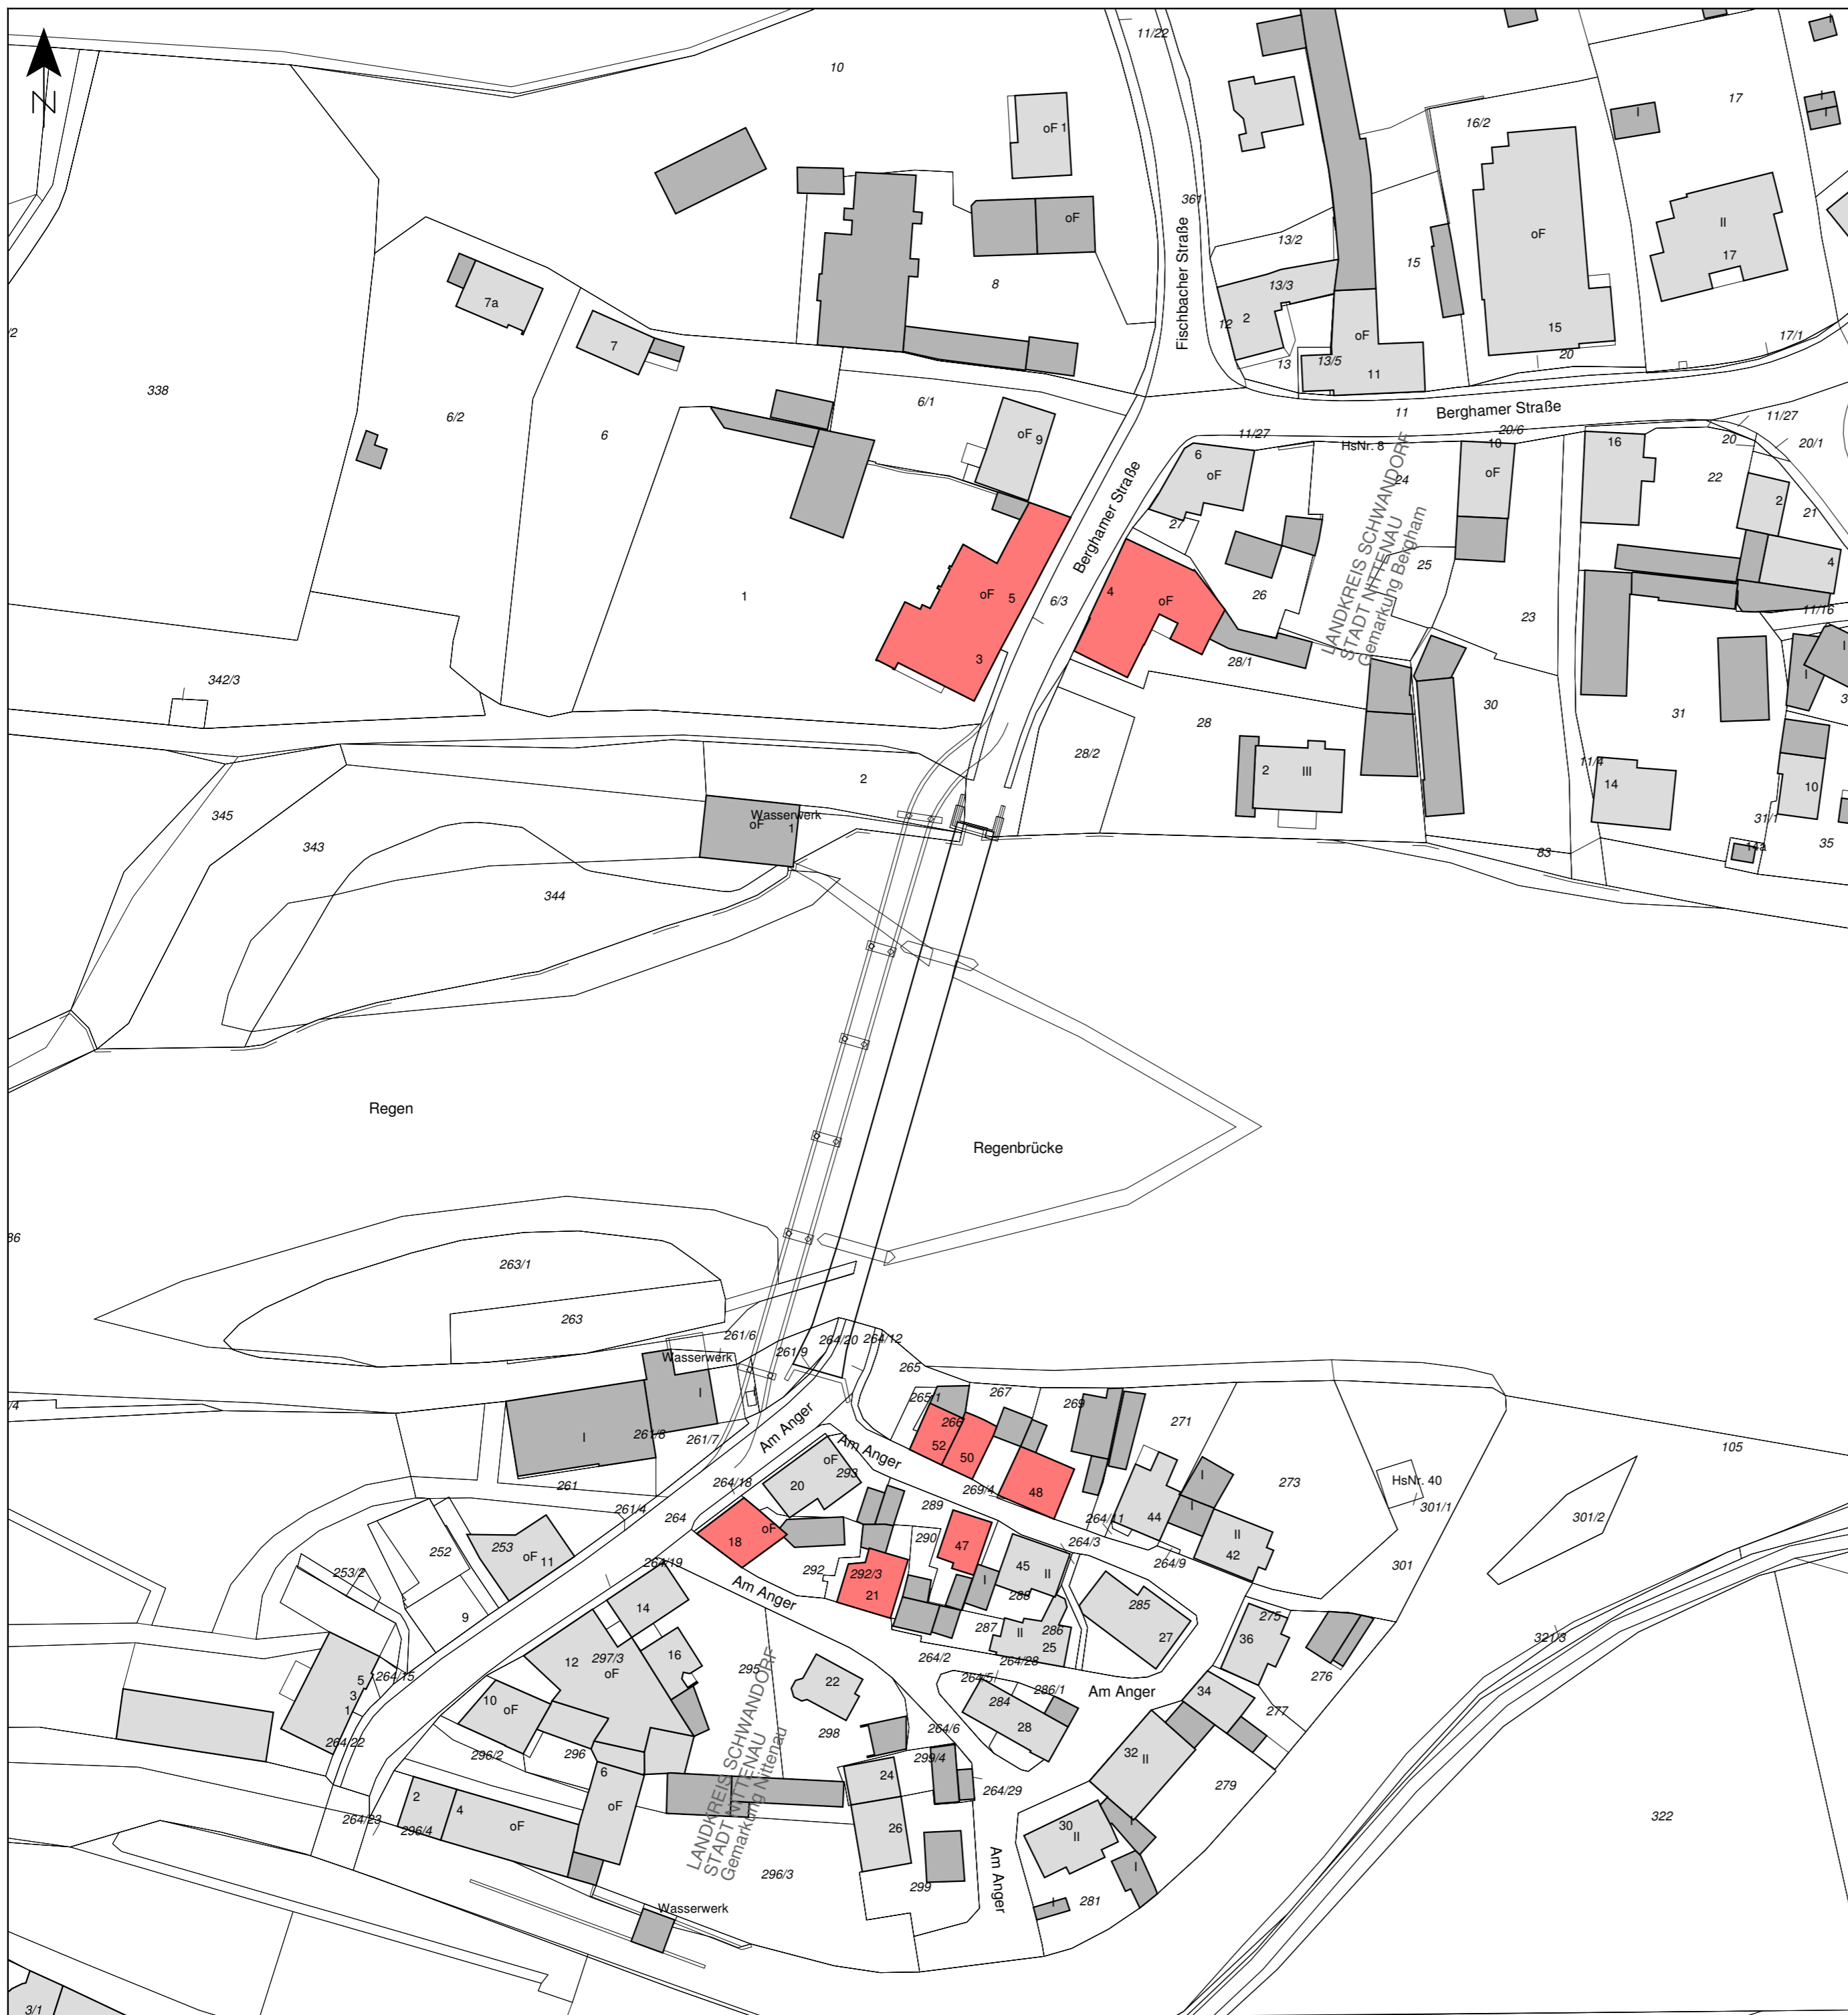 11/22
10
17
16/2
oF 1
N
361
oF
Fischbacher Straße
13/2
II
oF
15
17
8
13/3
7a
12
2
oF
15
17/1
/2
7
13
13/5
20
11
338
6/1
11
Berghamer Straße
6/2
6
11/27
20/6
11/27
oF 9
HsNr. 8
10
16
20
20/1
6
oF
24
oF
22
2
21
27
Berghamer Straße
LANDKREIS SCHWANDORF
STADT NITTENAU
Gemarkung Bergham
25
4
1
oF 5
6/3
4
oF
26
11/16
23
I
3
28/1
I
342/3
30
31
28
28/2
2
III
11/4
14
10
2
345
Wasserwerk
oF 1
31/1
343
83
14a
35
344
Regen
Regenbrücke
86
263/1
263
261/6
264/20
264/12
Wasserwerk
261/9
265
/4
I
265/1
267
269
266
271
I
261/8
261/7
Am Anger
Am Anger
52
50
105
261
264/18
oF
293
20
269/4
48
273
HsNr. 40
I
301/1
261/4
264
289
264/11
I
301/2
oF
18
44
252
253
oF 11
290
47
264/3
II
42
264/19
292
292/3
45
II
264/9
301
253/2
21
I
Am Anger
288
285
9
14
287
II
286
275
27
36
321/3
12
297/3
oF
16
25
295
264/2
264/28
276
5
264/15
3
1
22
264/5
286/1
Am Anger
34
10
oF
284
277
28
298
264/6
264/22
296/2
296
299/4
32
II
LANDKREIS SCHWANDORF
STADT NITTENAU
Gemarkung Nittenau
6
24
264/29
279
2
4
oF
264/23
296/4
oF
26
30
II
I
322
I
296/3
299
Am Anger
I
281
Wasserwerk
3/1